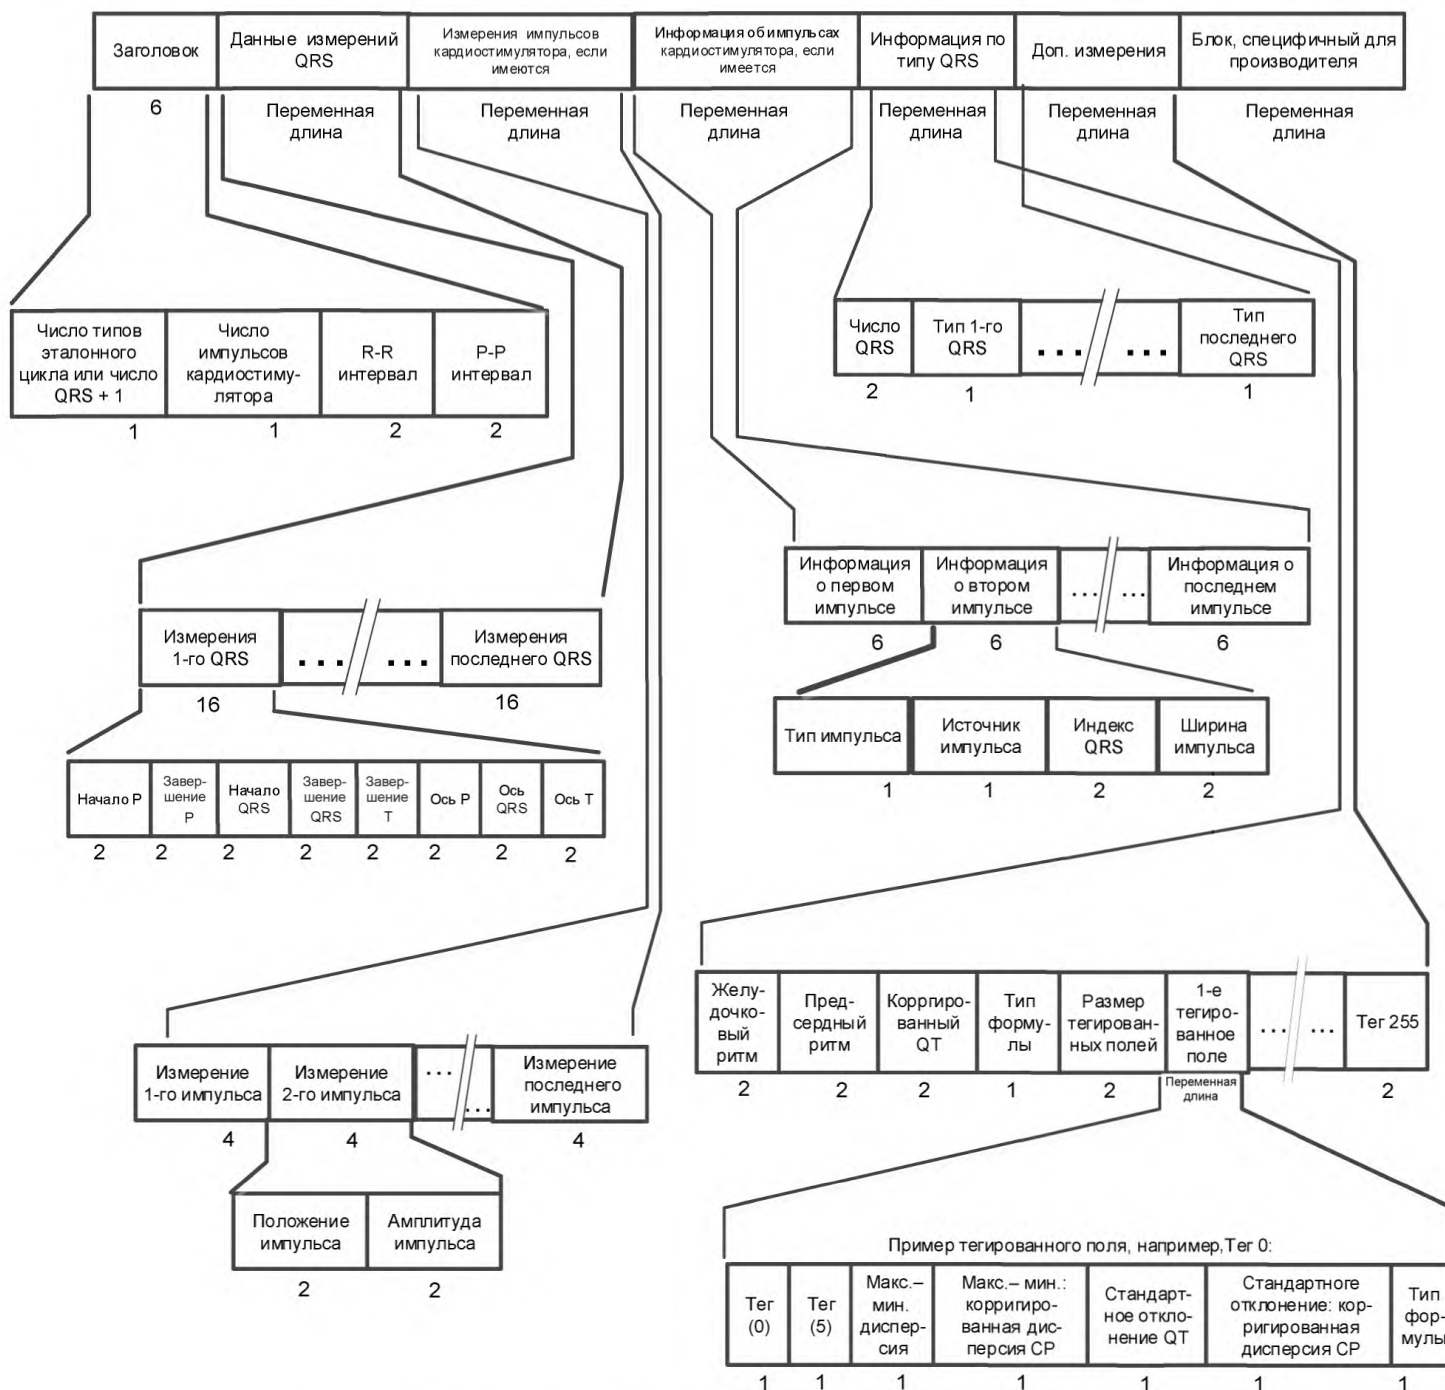 Заголовок
Данные измерений
QRS
Измерения импульсов
кардиостимулятора, если
имеются
Информация об импульсах
кардиостимулятора, если
имеется
Информация по
типу QRS
Доп. измерения
Блок, специфичный для
производителя
6
Переменная
длина
Переменная
длина
Переменная
длина
Переменная
длина
Переменная
длина
Переменная
длина
Число типов
эталонного
цикла или число
QRS + 1
Число
импульсов
кардиостиму-
лятора
R-R
интервал
P-P
интервал
1
1
2
2
Число
QRS
Тип 1-го
QRS
... ...
Тип
последнего
QRS
2
1
1
Информация
о первом
импульсе
Информация
о втором
импульсе
... ...
Информация о
последнем
импульсе
6
6
6
Измерения
1-го QRS
... ...
Измерения
последнего QRS
16
16
Тип импульса
Источник
импульса
Индекс
QRS
Ширина
импульса
1
1
2
2
Начало P
Завер-
шение
P
Начало
QRS
Завер-
шение
QRS
Завер-
шение
T
Ось P
Ось
QRS
Ось T
2
2
2
2
2
2
2
2
Желу-
дочко-
вый
ритм
Пред-
сердный
ритм
Корргиро-
ванный
QT
Тип
форму-
лы
Размер
тегирован-
ных полей
1-е
тегиро-
ванное
поле
... ...
Тег 255
2
2
2
1
2
Переменная
длина
2
Измерение
1-го импульса
Измерение
2-го импульса
... ...
Измерение
последнего
импульса
4
4
4
Положение
импульса
Амплитуда
импульса
2
2
Пример тегированного поля, например,Тег 0:
Тег
(0)
Тег
(5)
Макс.–
мин.
диспер-
сия
Макс.– мин.:
корригиро-
ванная дис-
персия СР
Стандарт-
ное откло-
нение QT
Стандартноге
отклонение: кор-
ригированная
дисперсия СР
Тип
фор-
мулы
1
1
1
1
1
1
1